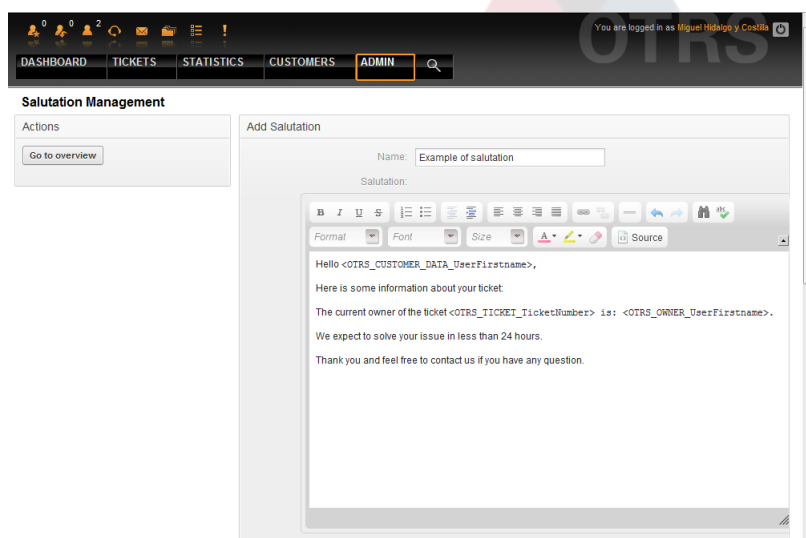 0 0 2
You are logged in as Miguel Hidalgo y Costilla
OTRS
DASHBOARD TICKETS STATISTICS CUSTOMERS ADMIN
Salutation Management
Actions
Go to overview
Add Salutation
Name: Example of salutation
Salutation:
B I U S
Format Font Size A Source
Hello <OTRS_CUSTOMER_DATA_UserFirstname>,
Here is some information about your ticket:
The current owner of the ticket <OTRS_TICKET_TicketNumber> is: <OTRS_OWNER_UserFirstname>.
We expect to solve your issue in less than 24 hours.
Thank you and feel free to contact us if you have any question.